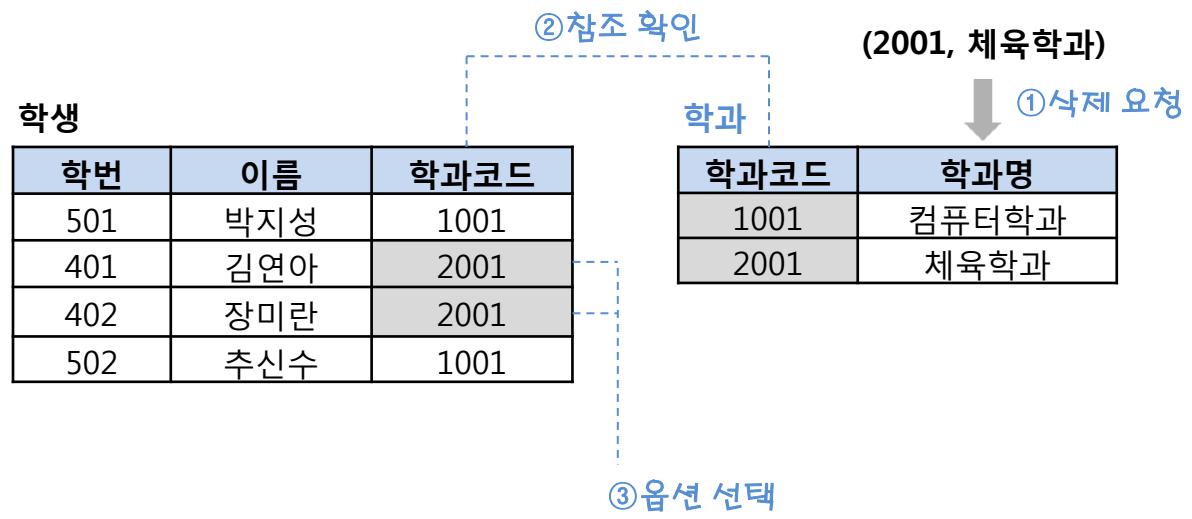 ②참조 확인
(2001, 체육학과)
①삭제 요청
학생
학번 이름 학과코드
501 박지성 1001
401 김연아 2001
402 장미란 2001
502 추신수 1001
학과
학과코드 학과명
1001 컴퓨터학과
2001 체육학과
③옵션 선택